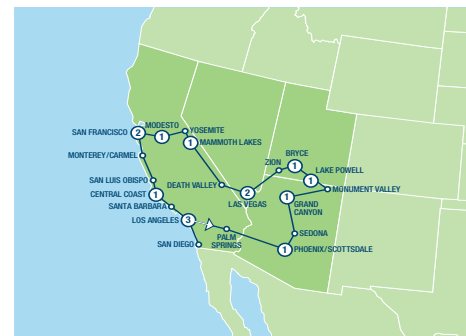 MODESTO
SAN FRANCISCO
2
1
YOSEMITE
1
MAMMOTH LAKES
MONTEREY/CARMEL
BRYCE
ZION
1
LAKE POWELL
1
SAN LUIS OBISPO
DEATH VALLEY
MONUMENT VALLEY
CENTRAL COAST
1
2
LAS VEGAS
1
GRAND
CANYON
SANTA BARBARA
LOS ANGELES
3
PALM
SPRINGS
SEDONA
SAN DIEGO
1
PHOENIX/SCOTTSDALE